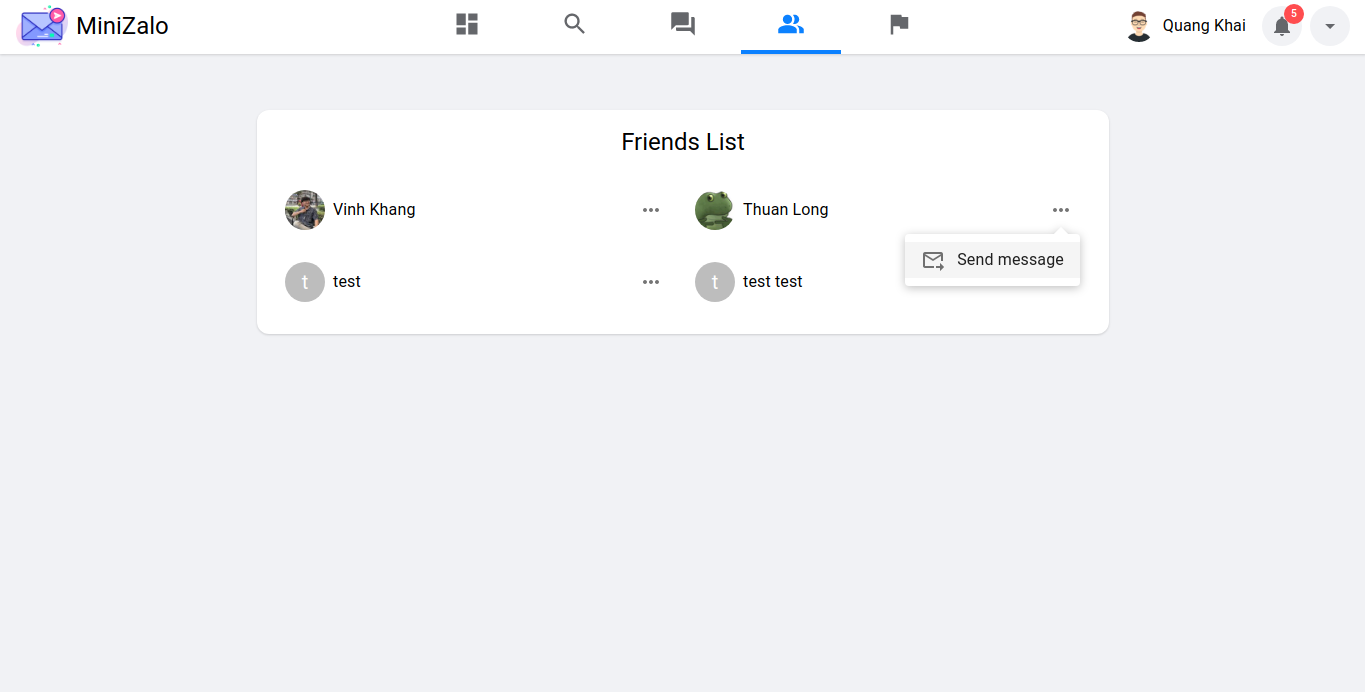 MiniZalo
Quang Khai
5
Friends List
Vinh Khang
Thuan Long
Send message
t
test
t
test test